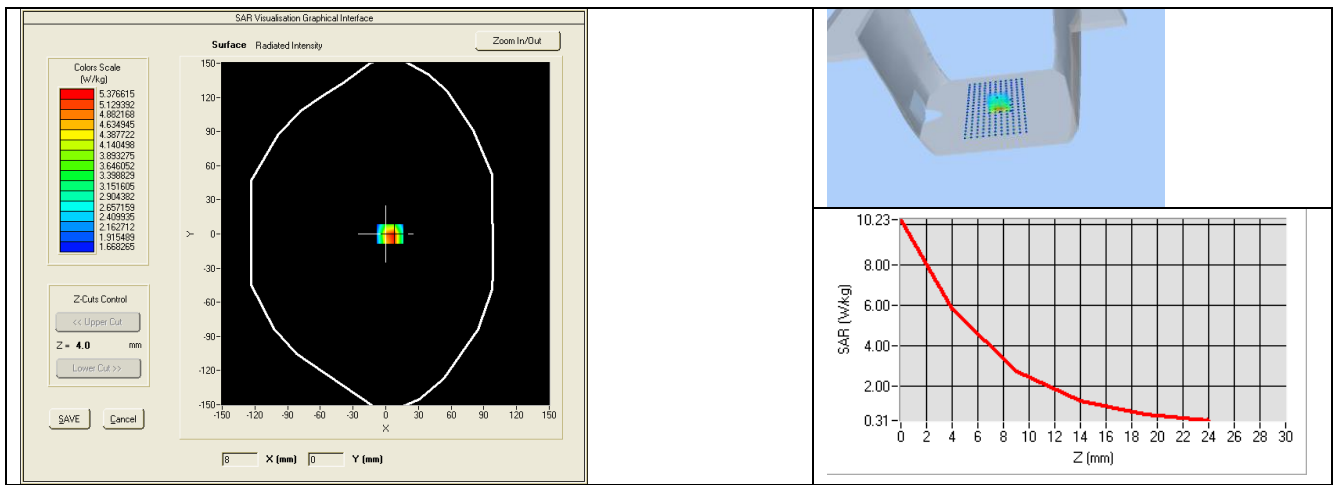 SAR Visualisation Graphical Interface
Surface Radiated Intensity
Zoom In/Out
Colors Scale
(W/kg)
5.376615
5.129392
4.882168
4.634945
4.387722
4.140498
3.893275
3.646052
3.398829
3.151605
2.904382
2.657159
2.409935
2.162712
1.915489
1.668265
Z-Cuts Control
<< Upper Cut
Z = 4.0 mm
Lower Cut >>
SAVE Cancel
150-
120-
90-
60-
30-
Y 0-
-30-
-60-
-90-
-120-
-150-
-150 -120 -90 -60 -30 0 30 60 90 120 150
X
8 X (mm) 0 Y (mm)
10.23-
8.00-
6.00-
4.00-
2.00-
0.31-
SAR (W/kg)
0 2 4 6 8 10 12 14 16 18 20 22 24 26 28 30
Z (mm)